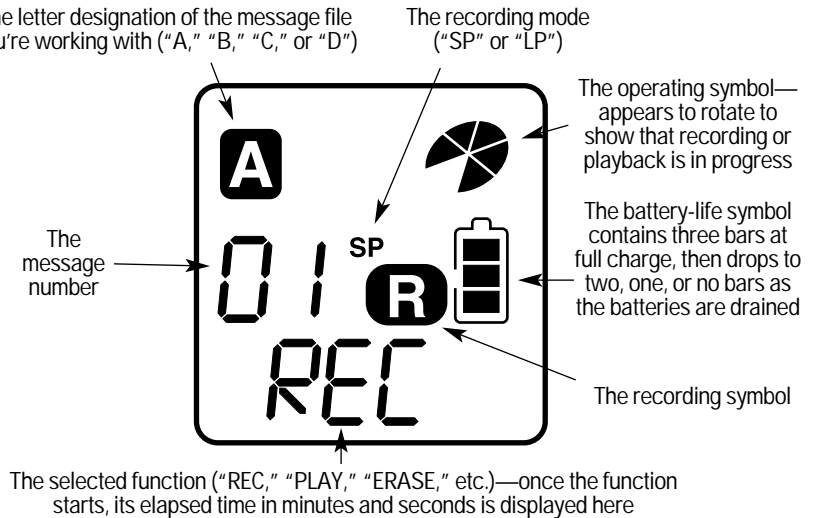 he letter designation of the message file
u're working with (“A,” “B,” “C,” or “D”)
The recording mode
(“SP” or “LP”)
The operating symbol—
appears to rotate to
show that recording or
playback is in progress
A
The battery-life symbol
contains three bars at
full charge, then drops to
two, one, or no bars as
the batteries are drained
The
message
number
01
SP
R
REC
The recording symbol
The selected function (“REC,” “PLAY,” “ERASE,” etc.)—once the function
starts, its elapsed time in minutes and seconds is displayed here